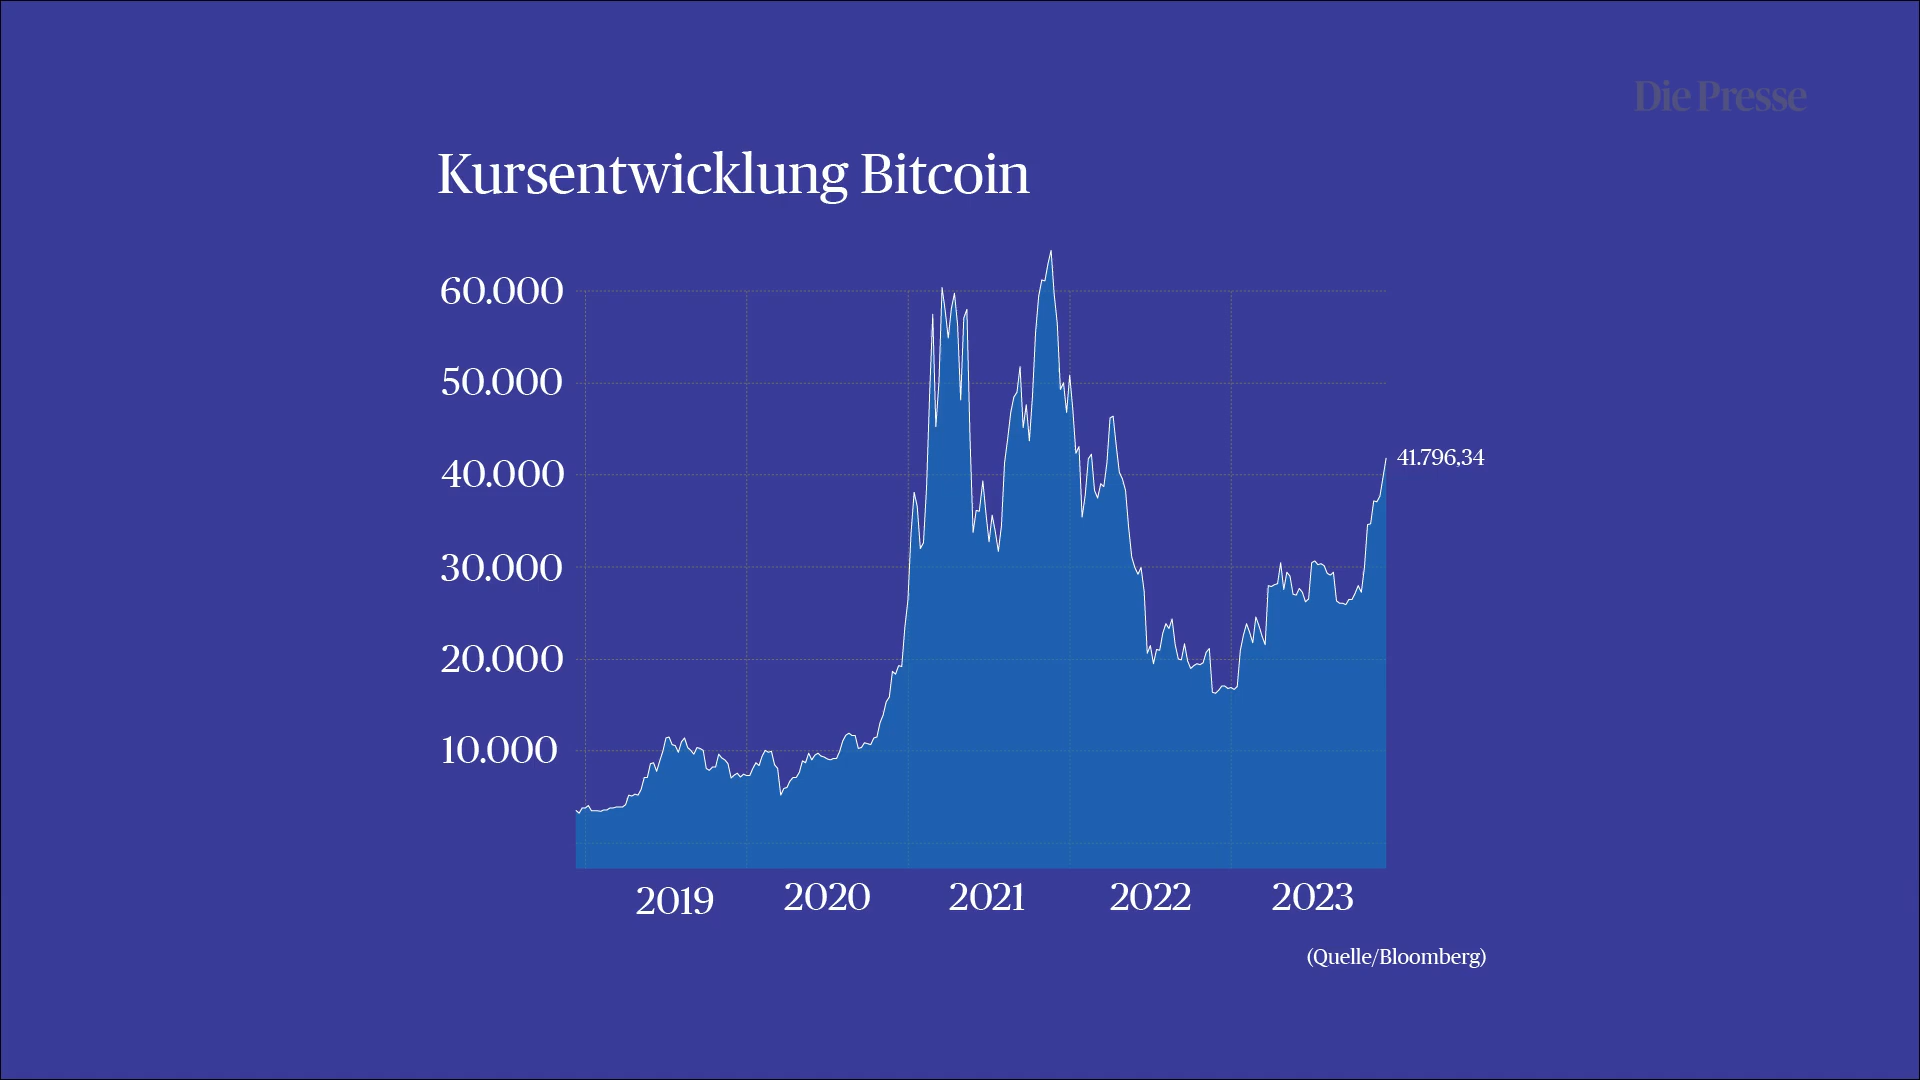 Die Presse
Kursentwicklung Bitcoin
60.000
50.000
40.000
41.796,34
30.000
20.000
10.000
2019 2020 2021 2022 2023
(Quelle/Bloomberg)